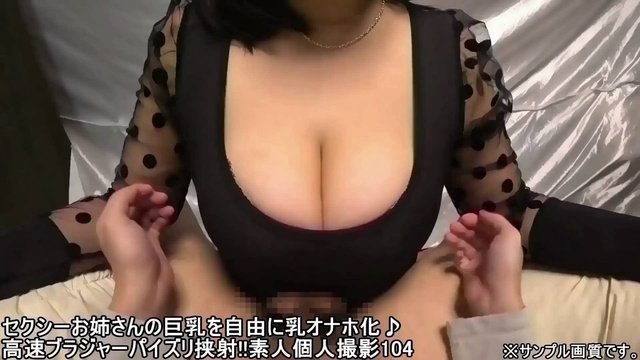 セクシーお姉さんの巨乳を自由に乳オナホ化♪
高速ブラジャーパイズリ挟射!!素人個人撮影104
※サンプル画質です。